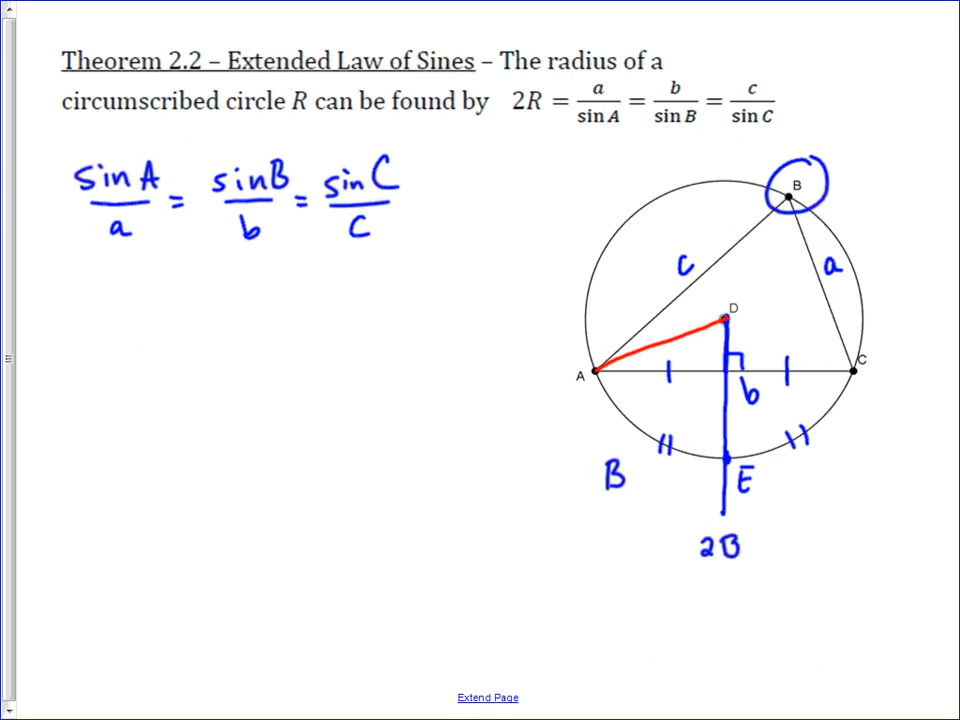 Theorem 2.2 – Extended Law of Sines – The radius of a
circumscribed circle R can be found by 2R = a/sin A = b/sin B = c/sin C
sin A/a = sin B/b = sin C/c
B
c
a
D
C
A
b
B
E
2B
Extend Page